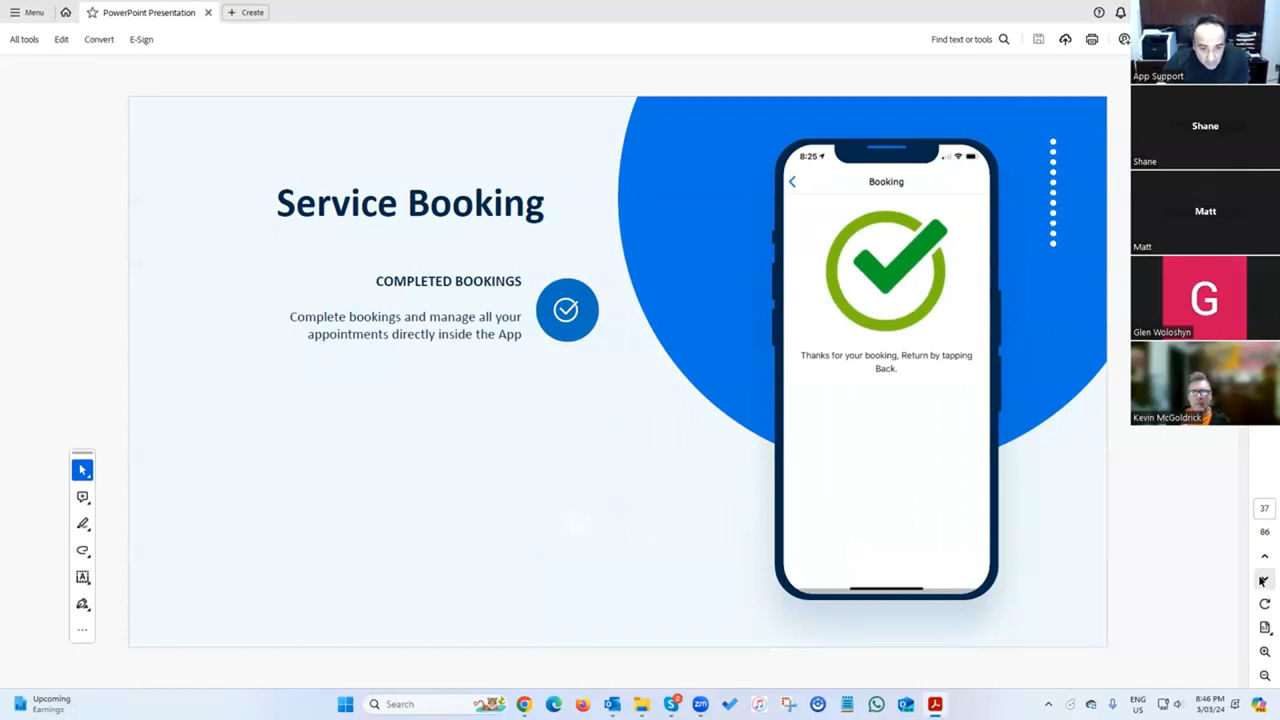 Menu
PowerPoint Presentation
Create
All tools
Edit
Convert
E-Sign
Find text or tools
App Support
Shane
Shane
Matt
Matt
G
Glen Woloshyn
Kevin McGoldrick
Service Booking
COMPLETED BOOKINGS
Complete bookings and manage all your
appointments directly inside the App
8:25
Booking
Thanks for your booking, Return by tapping
Back.
37
86
Upcoming
Earnings
Search
2
zm
ENG
US
8:46 PM
3/03/24